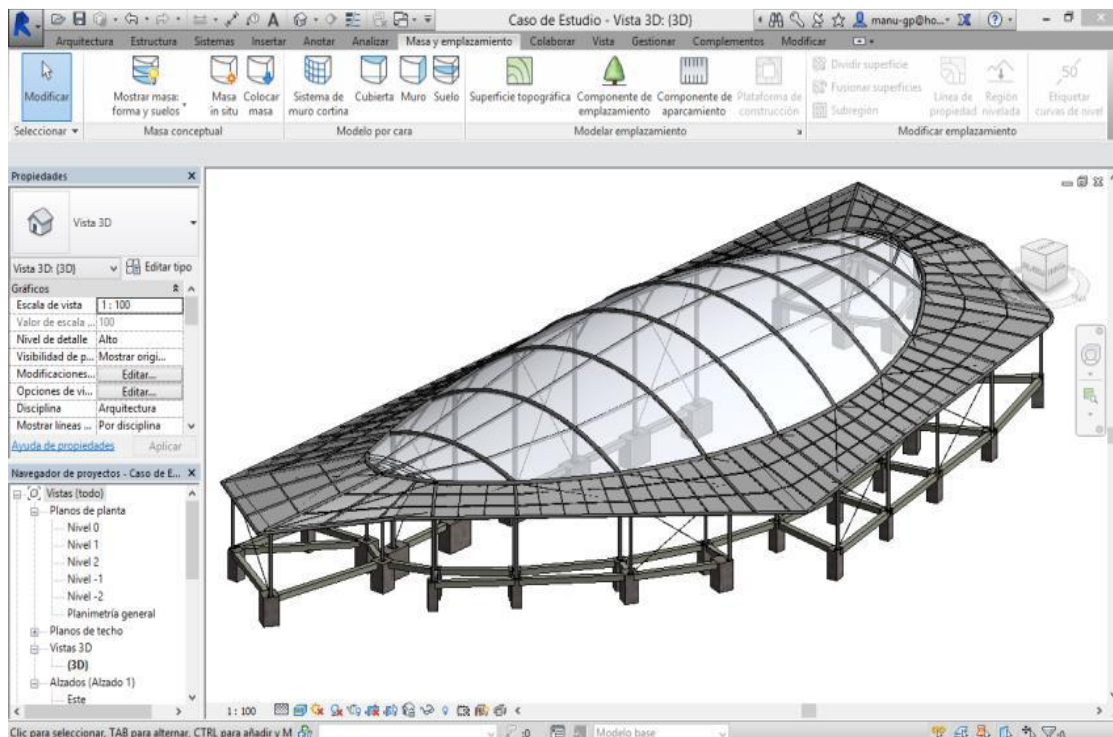 Caso de Estudio - Vista 3D: {3D}
manu-gp@ho...
Arquitectura Estructura Sistemas Insertar Anotar Analizar Masa y emplazamiento Colaborar Vista Gestionar Complementos Modificar
Modificar
Mostrar masa: forma y suelos
Masa in situ
Colocar masa
Sistema de muro cortina
Cubierta
Muro
Suelo
Superficie topográfica
Componente de emplazamiento
Componente de aparcamiento
Plataforma de construcción
Dividir superficie
Fusionar superficies
Subregión
Línea de propiedad
Región nivelada
Etiquetar curvas de nivel
Seleccionar
Masa conceptual
Modelo por cara
Modelar emplazamiento
Modificar emplazamiento
Propiedades
Vista 3D
Vista 3D: {3D}
Editar tipo
Gráficos
Escala de vista 1 : 100
Valor de escala ... 100
Nivel de detalle Alto
Visibilidad de p... Mostrar origi...
Modificaciones... Editar...
Opciones de vi... Editar...
Disciplina Arquitectura
Mostrar líneas ... Por disciplina
Ayuda de propiedades Aplicar
Navegador de proyectos - Caso de E...
Vistas (todo)
Planos de planta
Nivel 0
Nivel 1
Nivel 2
Nivel -1
Nivel -2
Planimetría general
Planos de techo
Vistas 3D
{3D}
Alzados (Alzado 1)
Este
1 : 100
Clic para seleccionar, TAB para alternar, CTRL para añadir y M
:0
Modelo base
:0